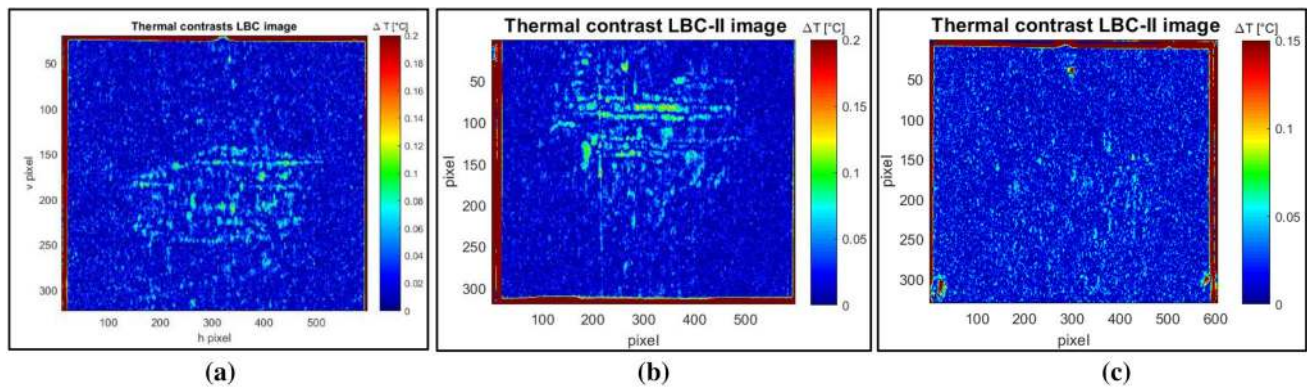 Thermal contrasts LBC image
Δ T [°C]
0.2
0.18
0.16
0.14
0.12
0.1
0.08
0.06
0.04
0.02
0
50
100
150
200
250
300
v pixel
100 200 300 400 500
h pixel
(a)
Thermal contrast LBC-II image
Δ T [°C]
0.2
0.15
0.1
0.05
0
50
100
150
200
250
300
pixel
100 200 300 400 500
pixel
(b)
Thermal contrast LBC-II image
Δ T [°C]
0.15
0.1
0.05
0
50
100
150
200
250
300
100 200 300 400 500 600
pixel
(c)